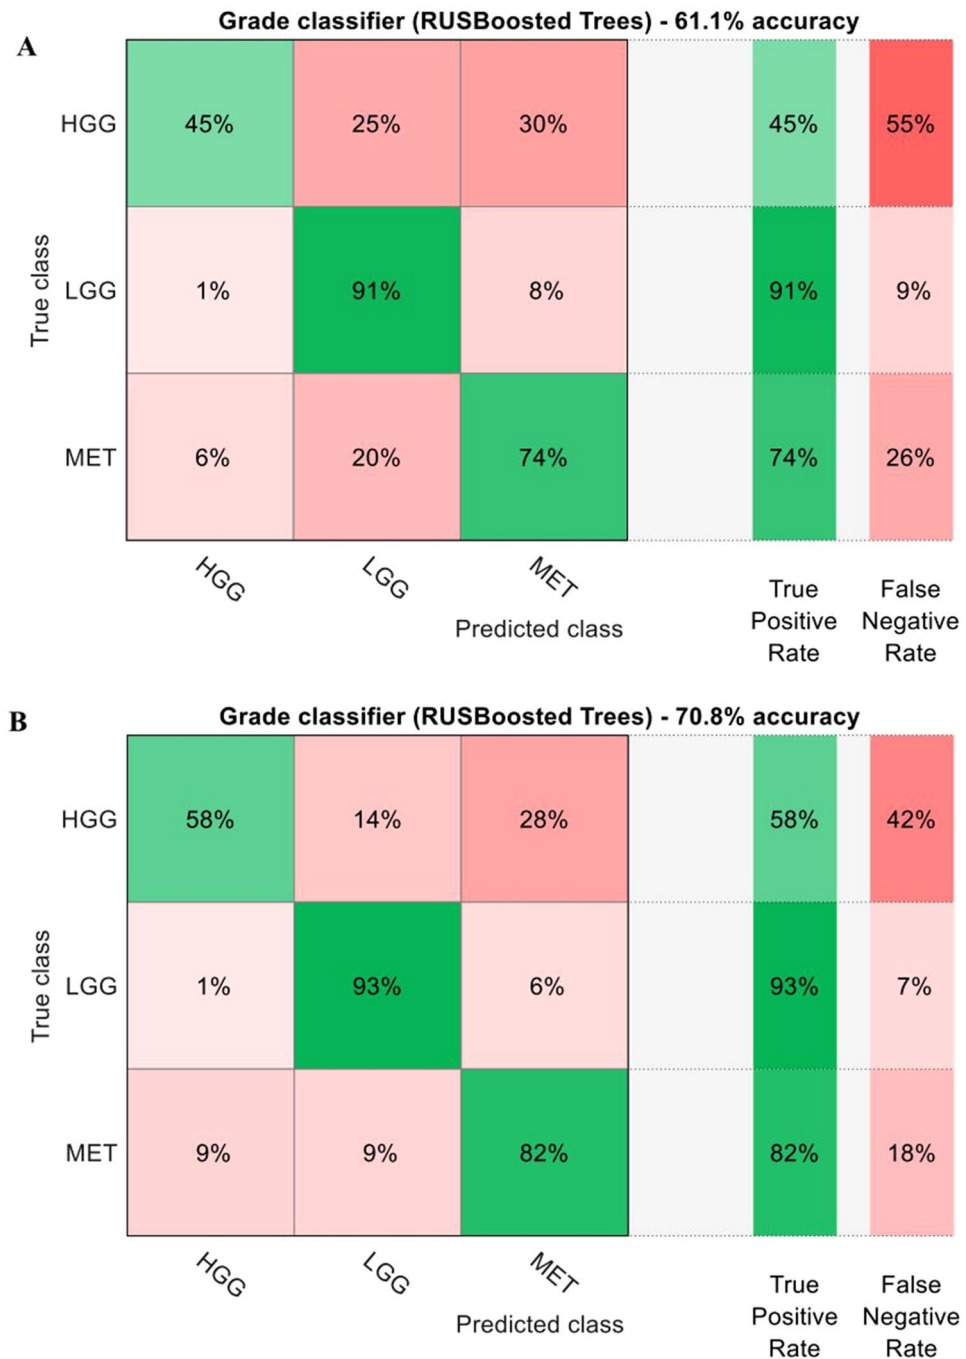 A
Grade classifier (RUSBoosted Trees) - 61.1% accuracy
HGG 45% 25% 30% 45% 55%
LGG 1% 91% 8% 91% 9%
MET 6% 20% 74% 74% 26%
True class
HGG LGG MET
Predicted class
True Positive Rate
False Negative Rate
B
Grade classifier (RUSBoosted Trees) - 70.8% accuracy
HGG 58% 14% 28% 58% 42%
LGG 1% 93% 6% 93% 7%
MET 9% 9% 82% 82% 18%
True class
HGG LGG MET
Predicted class
True Positive Rate
False Negative Rate